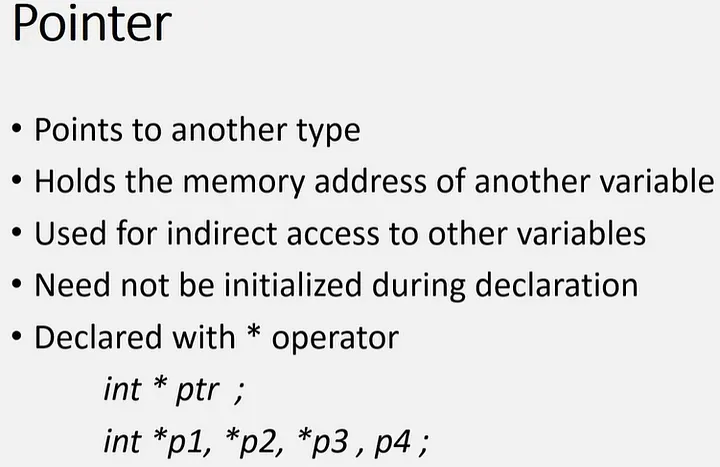 Pointer
• Points to another type
• Holds the memory address of another variable
• Used for indirect access to other variables
• Need not be initialized during declaration
• Declared with * operator
int * ptr ;
int *p1, *p2, *p3 , p4 ;